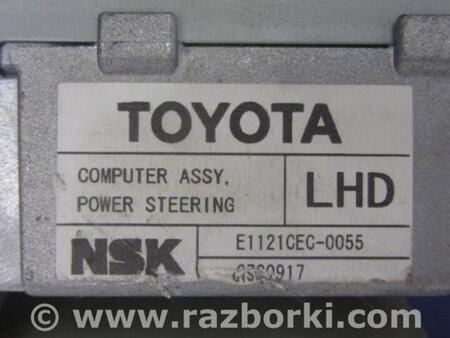 TOYOTA
COMPUTER ASSY,
POWER STEERING
LHD
NSK
E1121CEC-0055
© www.razborki.com